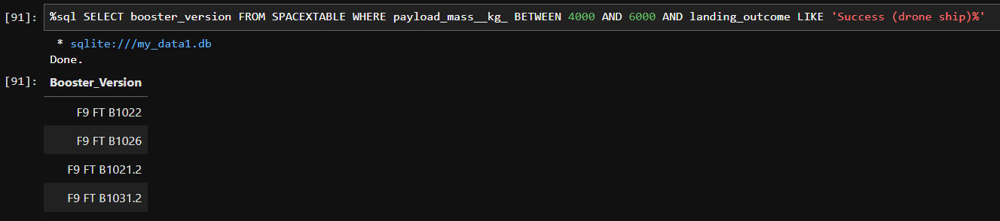 [91]: %sql SELECT booster_version FROM SPACEXTABLE WHERE payload_mass__kg_ BETWEEN 4000 AND 6000 AND landing_outcome LIKE 'Success (drone ship)%'
* sqlite:///my_data1.db
Done.
[91]: Booster_Version
F9 FT B1022
F9 FT B1026
F9 FT B1021.2
F9 FT B1031.2